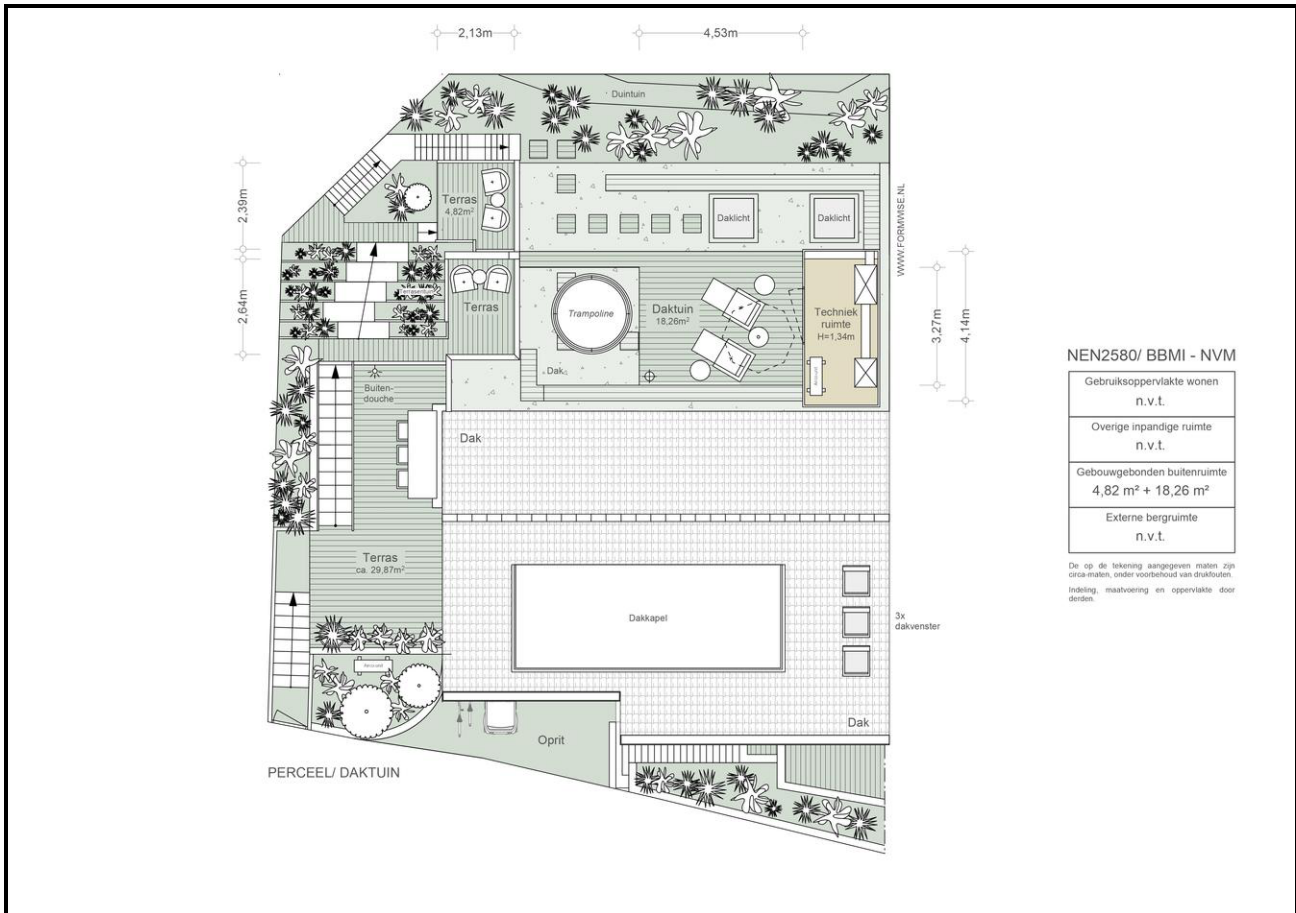 2,13m
4,53m
Duintuin
2,39m
Terras
4,82m²
Daklicht
Daklicht
WWW.FORMWISE.NL
2,64m
Terrassentuin
Terras
Trampoline
Daktuin
18,26m²
Techniek
ruimte
H=1,34m
3,27m
4,14m
Dak
Buiten-
douche
Dak
NEN2580/ BBMI - NVM
Gebruiksoppervlakte wonen
n.v.t.
Overige inpandige ruimte
n.v.t.
Gebouwgebonden buitenruimte
4,82 m² + 18,26 m²
Externe bergruimte
n.v.t.
De op de tekening aangegeven maten zijn
circa-maten, onder voorbehoud van drukfouten.
Indeling, maatvoering en oppervlakte door
derden.
Terras
ca. 29,87m²
Dakkapel
3x
dakvenster
Dak
Oprit
PERCEEL/ DAKTUIN